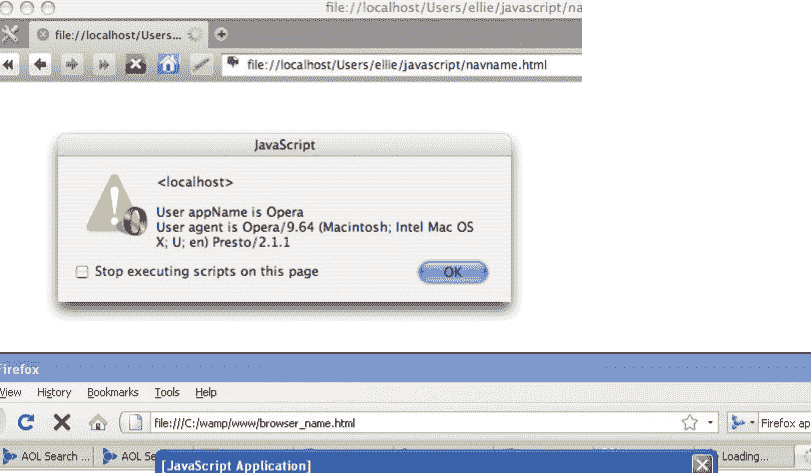 file://localhost/Users/ellie/javascript/na
file://localhost/Users...
file://localhost/Users/ellie/javascript/navname.html
JavaScript
<localhost>
User appName is Opera
User agent is Opera/9.64 (Macintosh; Intel Mac OS
X; U; en) Presto/2.1.1
Stop executing scripts on this page
OK
Firefox
View History Bookmarks Tools Help
file:///C:/wamp/www/browser_name.html
Firefox ap
AOL Search ... AOL Se Loading...
[JavaScript Application]